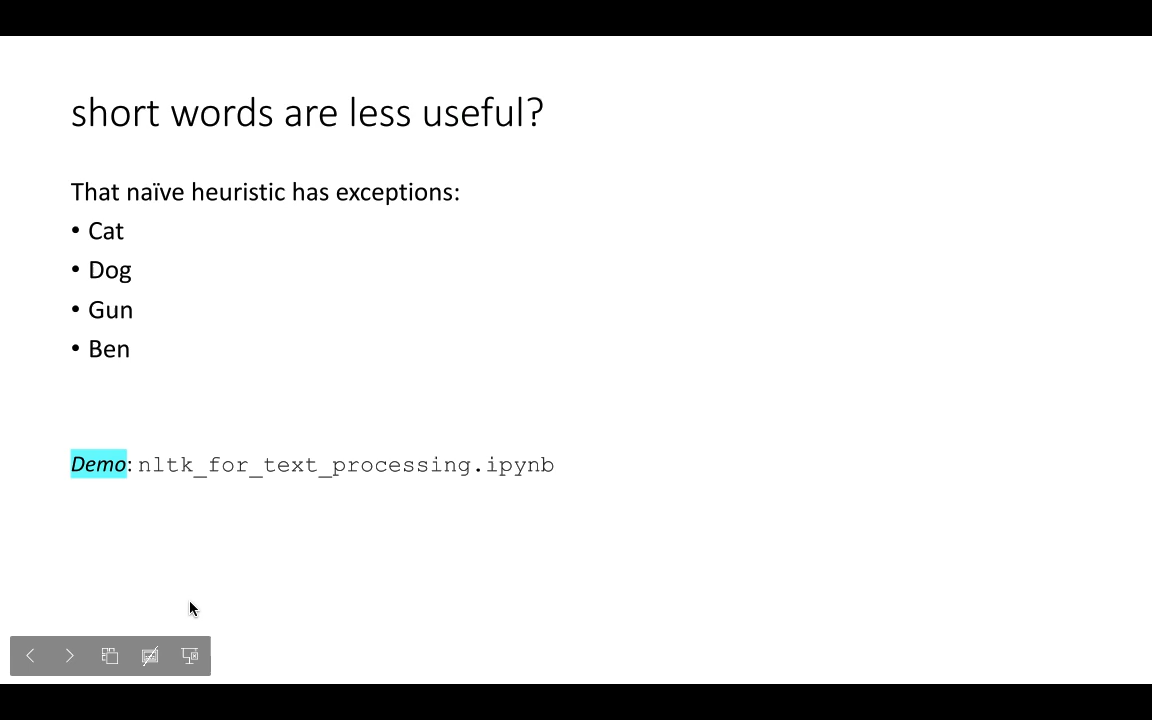 short words are less useful?
That naïve heuristic has exceptions:
• Cat
• Dog
• Gun
• Ben
Demo: nltk_for_text_processing.ipynb